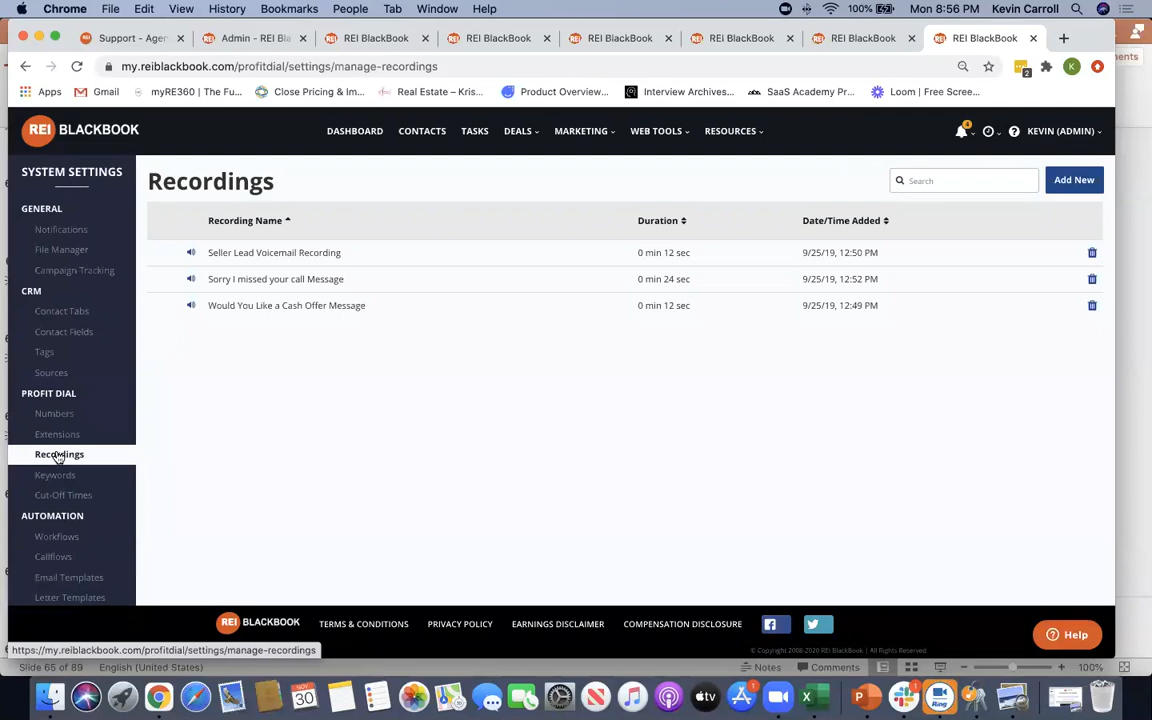 Chrome File Edit View History Bookmarks People Tab Window Help 100% Mon 8:56 PM Kevin Carroll
Support - Agen Admin - REI Bla REI BlackBook REI BlackBook REI BlackBook REI BlackBook REI BlackBook REI BlackBook
my.reiblackbook.com/profitdial/settings/manage-recordings 2 K
Apps Gmail myRE360 | The Fu... Close Pricing & Im... Real Estate – Kris... Product Overview... Interview Archives... SaaS Academy Pr... Loom | Free Scree...
REI BLACKBOOK DASHBOARD CONTACTS TASKS DEALS MARKETING WEB TOOLS RESOURCES 4 KEVIN (ADMIN)
SYSTEM SETTINGS
GENERAL
Notifications
File Manager
Campaign Tracking
CRM
Contact Tabs
Contact Fields
Tags
Sources
PROFIT DIAL
Numbers
Extensions
Recordings
Keywords
Cut-Off Times
AUTOMATION
Workflows
Callflows
Email Templates
Letter Templates
Recordings
Search Add New
Recording Name Duration Date/Time Added
Seller Lead Voicemail Recording 0 min 12 sec 9/25/19, 12:50 PM
Sorry I missed your call Message 0 min 24 sec 9/25/19, 12:52 PM
Would You Like a Cash Offer Message 0 min 12 sec 9/25/19, 12:49 PM
REI BLACKBOOK TERMS & CONDITIONS PRIVACY POLICY EARNINGS DISCLAIMER COMPENSATION DISCLOSURE
© Copyright 2008-2020 REI BlackBook | All Rights Reserved
Help
https://my.reiblackbook.com/profitdial/settings/manage-recordings
Slide 65 of 89 English (United States) Notes Comments 100%
NOV
30
tv
1
1
Ring